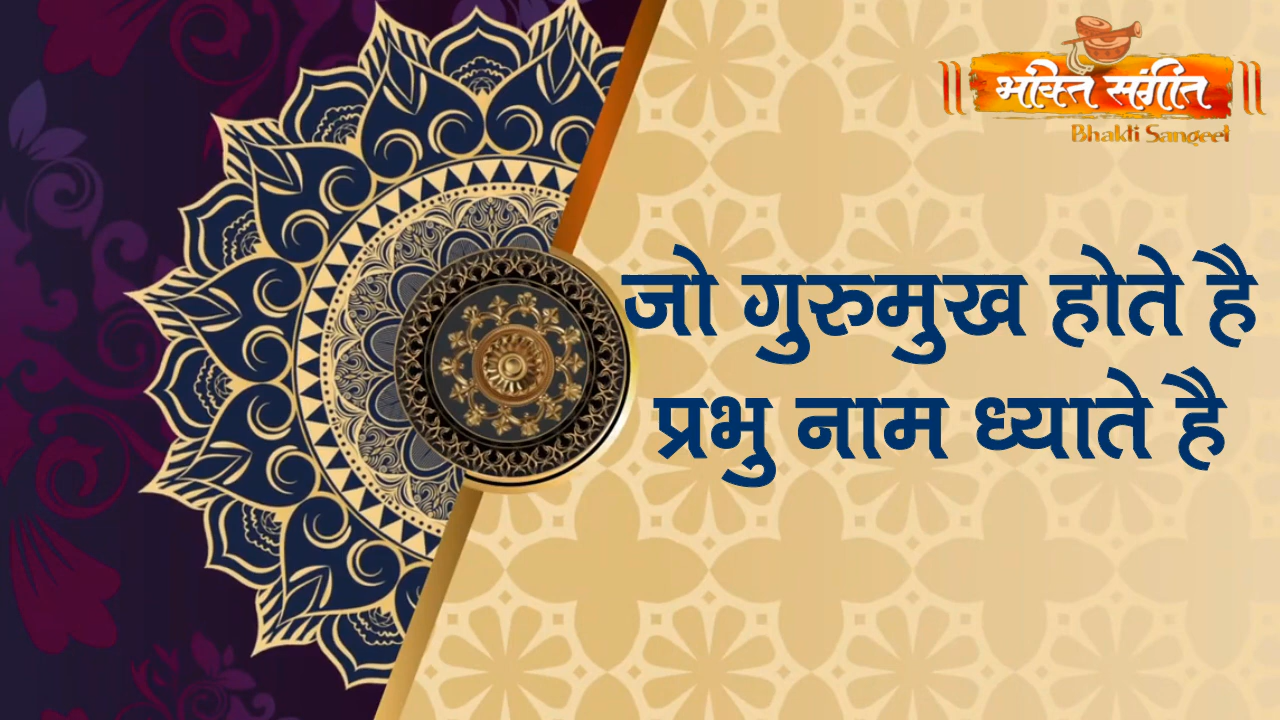 ॥ भक्ति संगीत ॥
Bhakti Sangeet
जो गुरुमुख होते है
प्रभु नाम ध्याते है